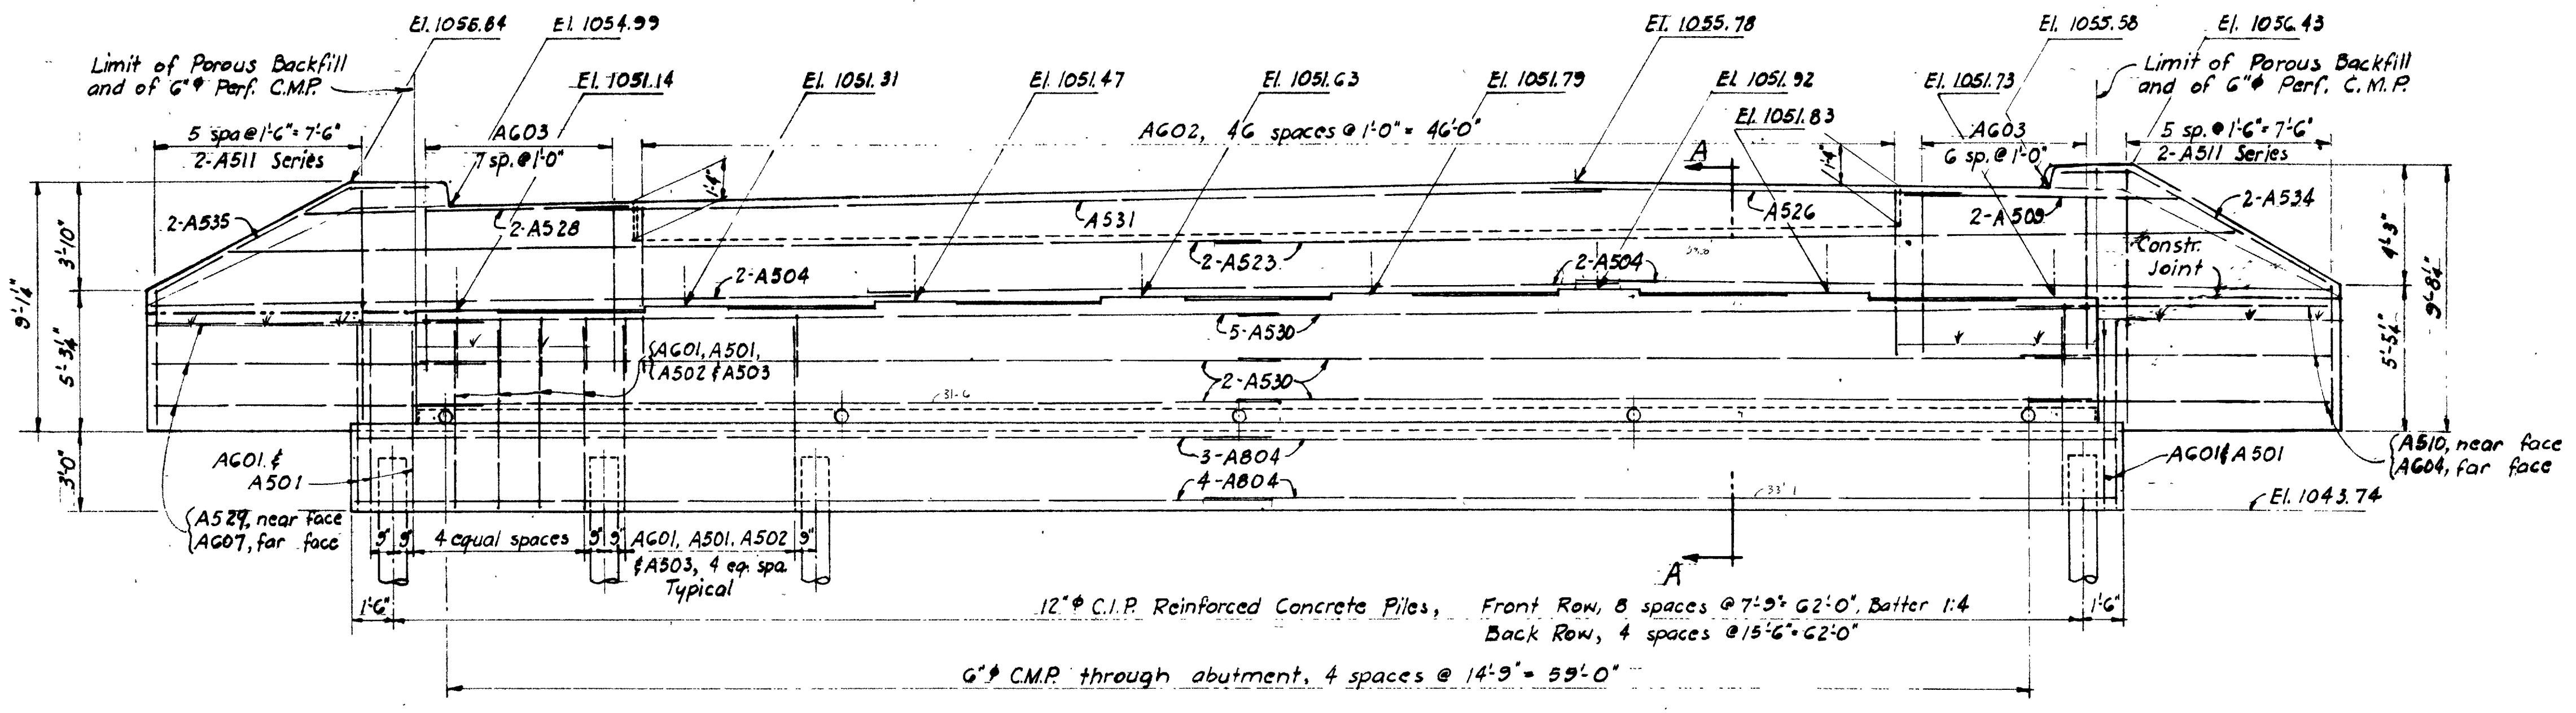 El. 1055.84
El. 1054.99
El. 1055.78
El. 1055.58
El. 1056.43
Limit of Porous Backfill
and of 6"φ Perf. C.M.P.
El. 1051.14
El. 1051.31
El. 1051.47
El. 1051.63
El. 1051.79
El. 1051.92
El. 1051.83
El. 1051.73
Limit of Porous Backfill
and of 6"φ Perf. C.M.P.
5 spa @ 1'-6" = 7'-6"
2-A511 Series
A603
7 sp. @ 1'-0"
A602, 46 spaces @ 1'-0" = 46'-0"
A603
6 sp. @ 1'-0"
5 sp. @ 1'-6" = 7'-6"
2-A511 Series
A
1'-4"
1'-4"
2-A535
2-A528
A531
A526
2-A509
2-A534
9'-1¼"
3'-10"
5'-3¼"
3'-0"
2-A504
2-A523
2-A504
Constr.
Joint
4'-3"
5'-5¼"
9'-8¼"
5-A530
A601, A501,
A502 & A503
2-A530
31-6
A601 &
A501
3-A804
4-A804
33'-1
A601 & A501
A510, near face
A604, far face
El. 1043.74
A529, near face
A607, far face
9"
9"
4 equal spaces
9"
9"
A601, A501, A502
& A503, 4 eq. spa.
Typical
9"
A
1'-6"
12"φ C.I.P. Reinforced Concrete Piles, Front Row, 8 spaces @ 7'-9" = 62'-0", Batter 1:4
Back Row, 4 spaces @ 15'-6" = 62'-0"
1'-6"
6"φ C.M.P. through abutment, 4 spaces @ 14'-9" = 59'-0"